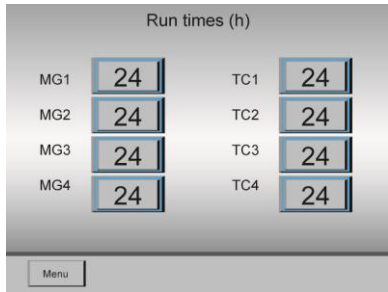 Run times (h)
MG1 24 TC1 24
MG2 24 TC2 24
MG3 24 TC3 24
MG4 24 TC4 24
Menu